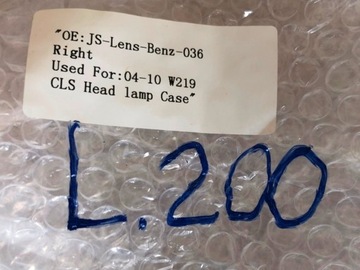 "OE:JS-Lens-Benz-036
Right
Used For:04-10 W219
CLS Head lamp Case"
L.200